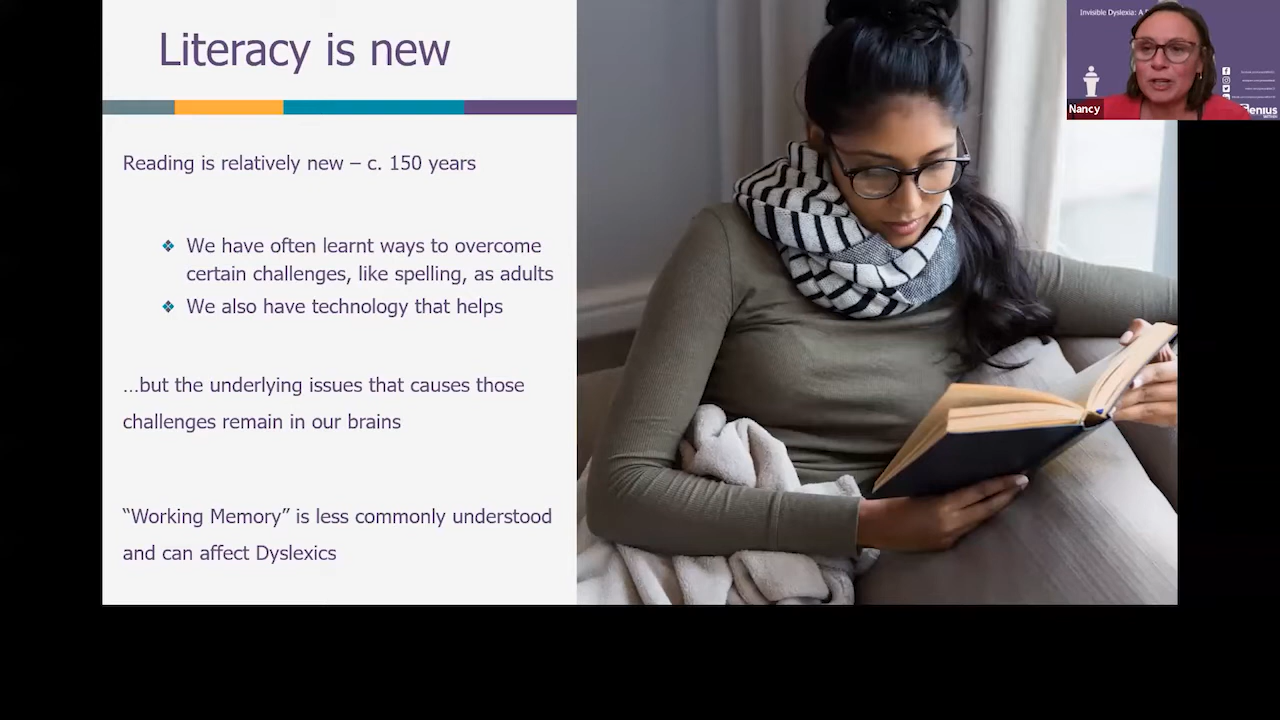 Literacy is new
Reading is relatively new – c. 150 years
❖ We have often learnt ways to overcome
certain challenges, like spelling, as adults
❖ We also have technology that helps
…but the underlying issues that causes those
challenges remain in our brains
“Working Memory” is less commonly understood
and can affect Dyslexics
Invisible Dyslexia: A
Nancy